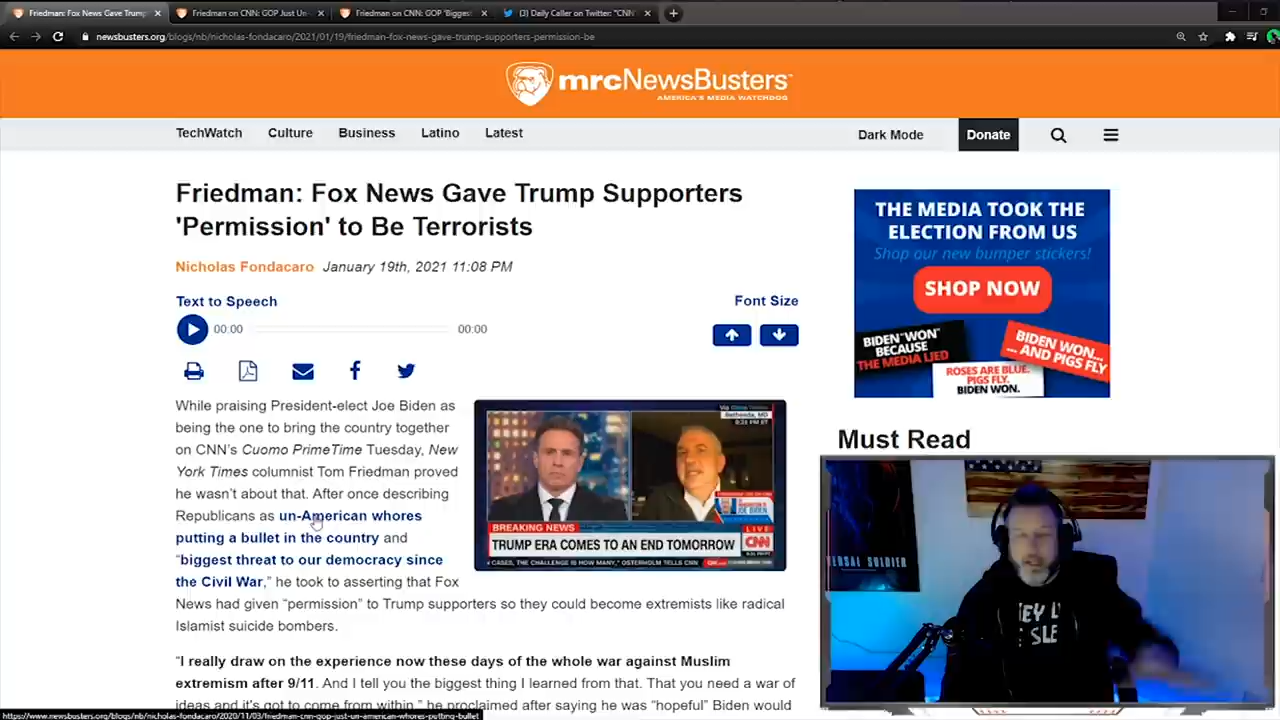 Friedman: Fox News Gave Trump
Friedman on CNN: GOP Just Un-
Friedman on CNN: GOP 'Biggest
(3) Daily Caller on Twitter: "CNN'
newsbusters.org/blogs/nb/nicholas-fondacaro/2021/01/19/friedman-fox-news-gave-trump-supporters-permission-be
mrcNewsBusters
AMERICA'S MEDIA WATCHDOG
TechWatch Culture Business Latino Latest Dark Mode Donate
Friedman: Fox News Gave Trump Supporters
'Permission' to Be Terrorists
Nicholas Fondacaro January 19th, 2021 11:08 PM
Text to Speech
Font Size
00:00 00:00
While praising President-elect Joe Biden as
being the one to bring the country together
on CNN's Cuomo PrimeTime Tuesday, New
York Times columnist Tom Friedman proved
he wasn't about that. After once describing
Republicans as un-American whores
putting a bullet in the country and
"biggest threat to our democracy since
the Civil War," he took to asserting that Fox
News had given "permission" to Trump supporters so they could become extremists like radical
Islamist suicide bombers.
"I really draw on the experience now these days of the whole war against Muslim
extremism after 9/11. And I tell you the biggest thing I learned from that. That you need a war of
ideas and it's got to come from within," he proclaimed after saying he was "hopeful" Biden would
Bethesda, MD
BREAKING NEWS
TRUMP ERA COMES TO AN END TOMORROW
LIVE
CNN
CASES, THE CHALLENGE IS HOW MANY," OSTERHOLM TELLS CNN
THE MEDIA TOOK THE
ELECTION FROM US
Shop our new bumper stickers!
SHOP NOW
BIDEN "WON"
BECAUSE
THE MEDIA LIED
BIDEN WON...
... AND PIGS FLY
ROSES ARE BLUE.
PIGS FLY.
BIDEN WON.
Must Read
VERSAL SOLDIER
HEY L
SLE
https://www.newsbusters.org/blogs/nb/nicholas-fondacaro/2020/11/03/friedman-cnn-gop-just-un-american-whores-putting-bullet